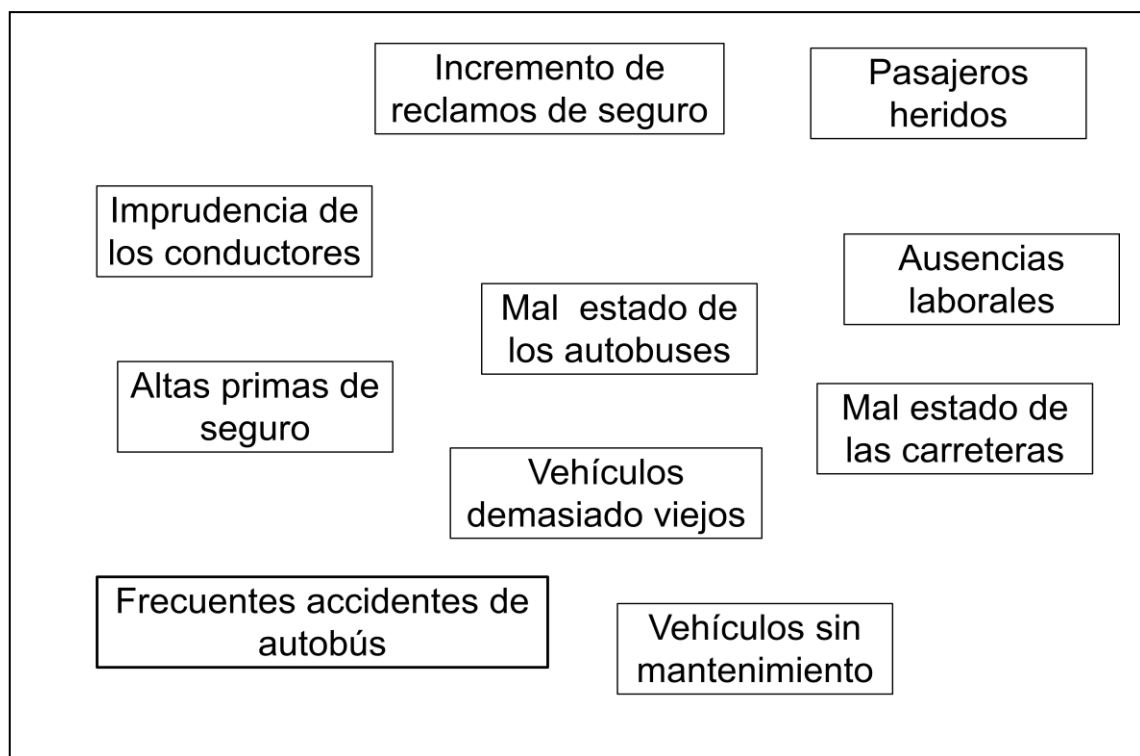 Incremento de
reclamos de seguro
Pasajeros
heridos
Imprudencia de
los conductores
Ausencias
laborales
Mal  estado de
los autobuses
Altas primas de
seguro
Mal estado de
las carreteras
Vehículos
demasiado viejos
Frecuentes accidentes de
autobús
Vehículos sin
mantenimiento